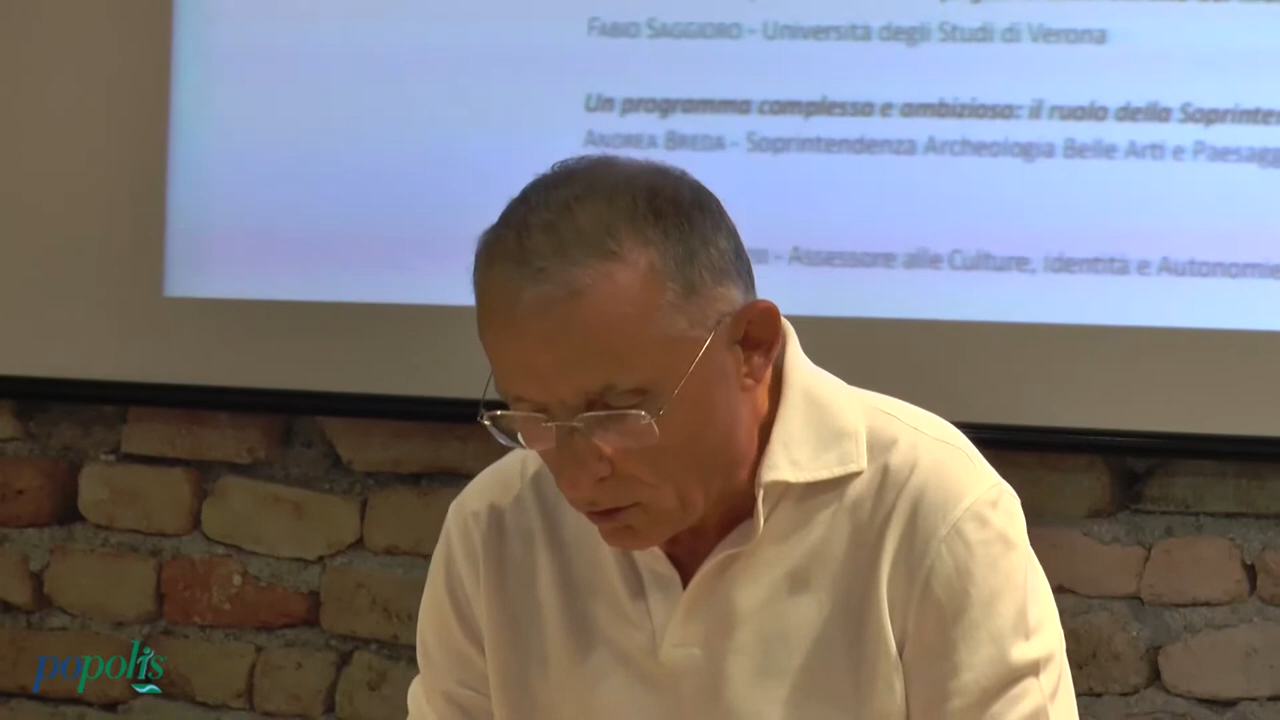 FABIO SAGGIORO - Università degli Studi di Verona
Un programma complesso e ambizioso: il ruolo della Soprinten
ANDREA BREDA - Soprintendenza Archeologia Belle Arti e Paesagg
- Assessore alle Culture, Identità e Autonomie
popolis